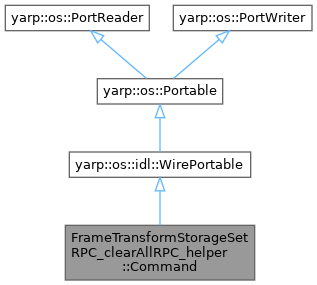 yarp::os::PortReader
yarp::os::PortWriter
yarp::os::Portable
yarp::os::idl::WirePortable
FrameTransformStorageSet
RPC_clearAllRPC_helper
::Command